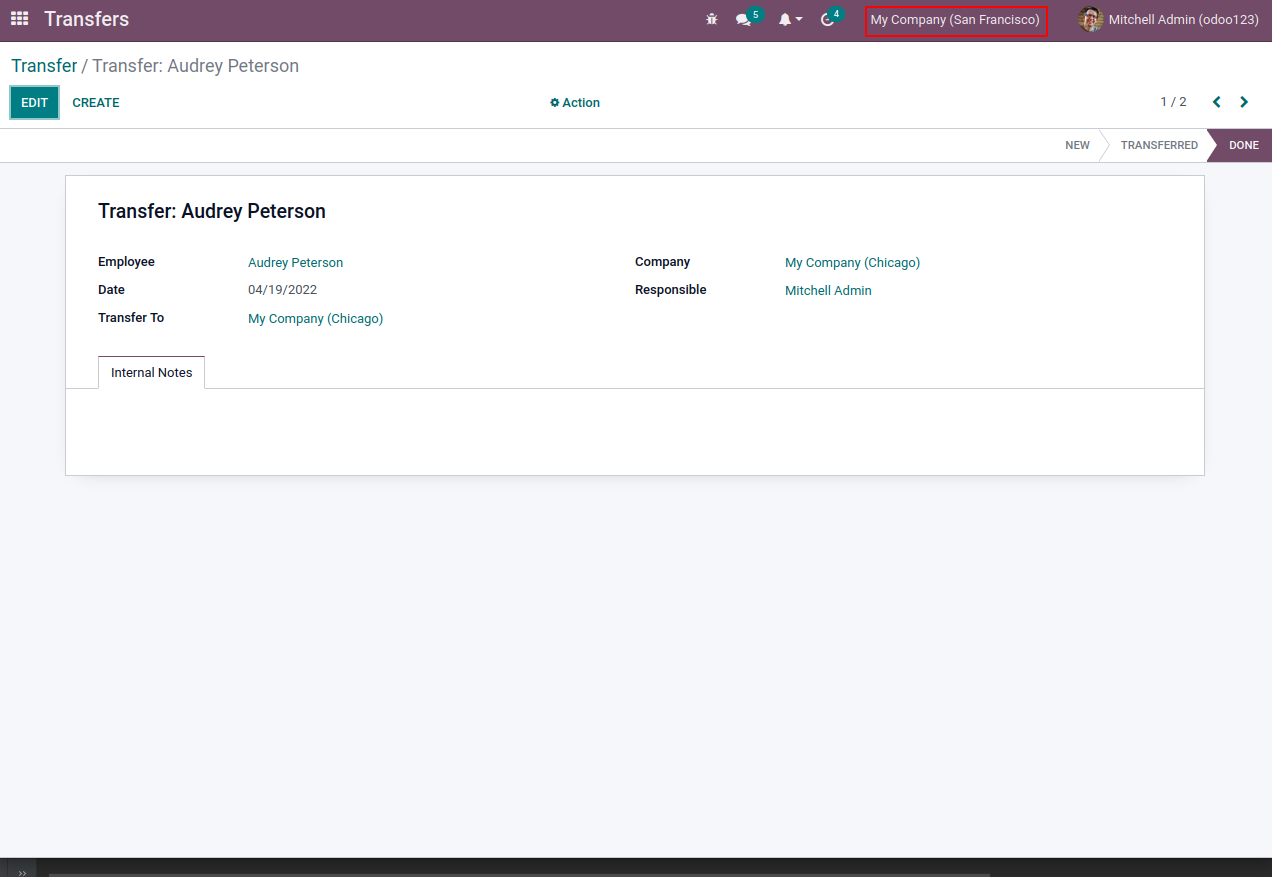 Transfers
5
4
My Company (San Francisco)
Mitchell Admin (odoo123)
Transfer / Transfer: Audrey Peterson
EDIT
CREATE
Action
1 / 2
NEW
TRANSFERRED
DONE
Transfer: Audrey Peterson
Employee
Audrey Peterson
Company
My Company (Chicago)
Date
04/19/2022
Responsible
Mitchell Admin
Transfer To
My Company (Chicago)
Internal Notes